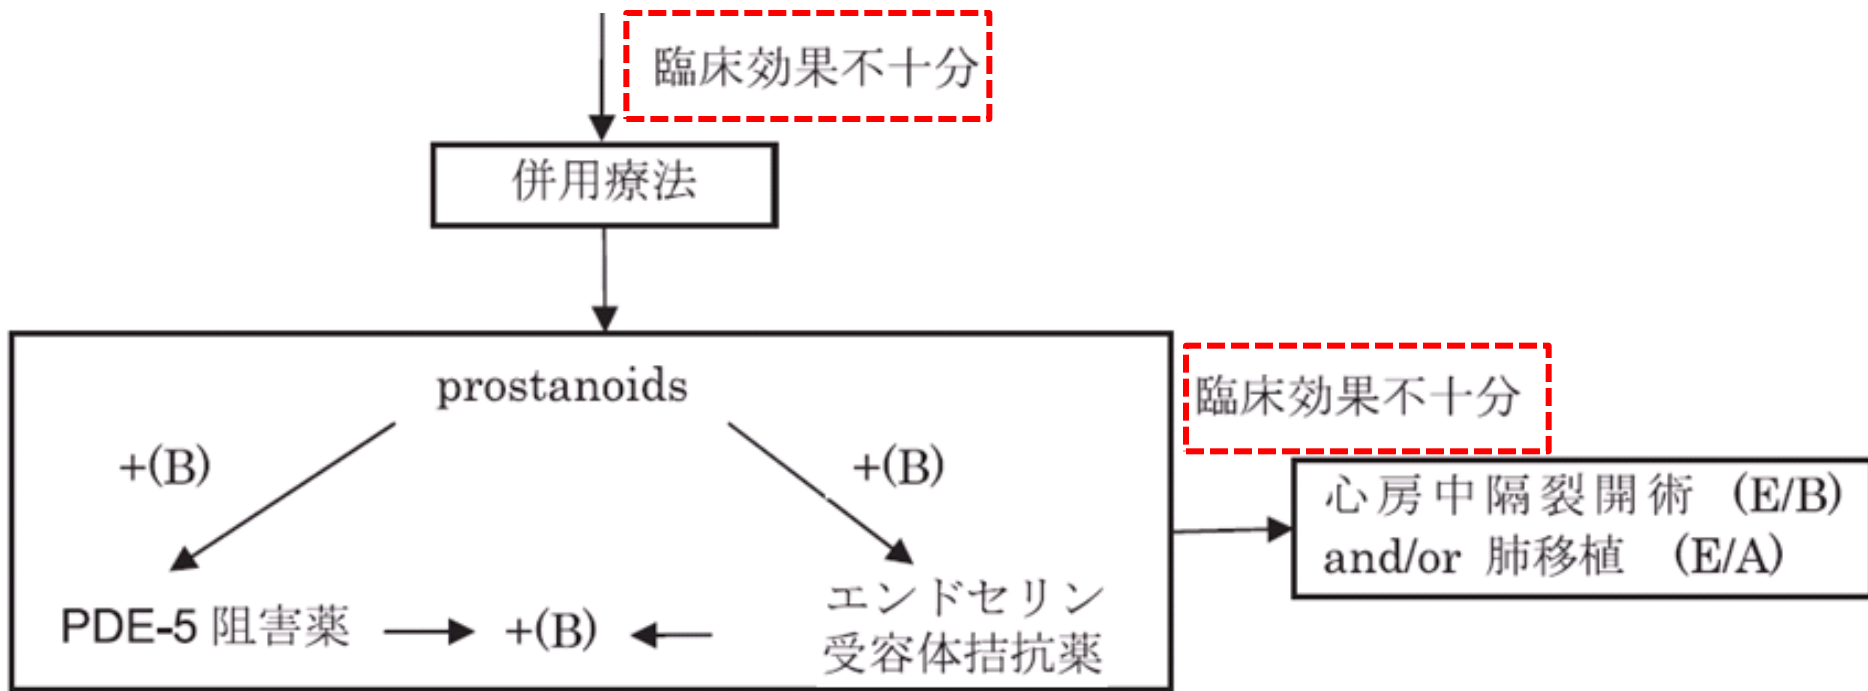 臨床効果不十分
併用療法
prostanoids
臨床効果不十分
+(B)
+(B)
心房中隔裂開術 (E/B)
and/or 肺移植 (E/A)
PDE-5 阻害薬
+(B)
エンドセリン
受容体拮抗薬